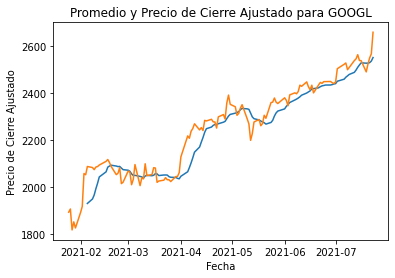 Promedio y Precio de Cierre Ajustado para GOOGL
Precio de Cierre Ajustado
2600
2400
2200
2000
1800
2021-02 2021-03 2021-04 2021-05 2021-06 2021-07
Fecha